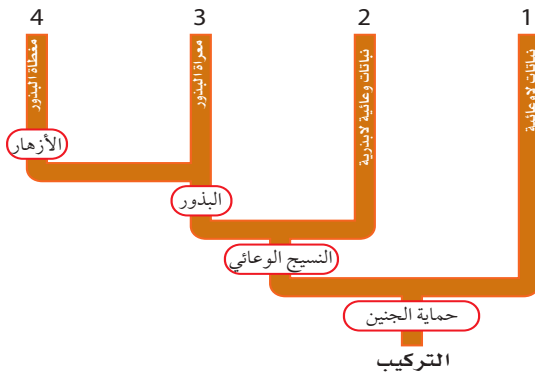 4 3 2 1
مغطاة البذور
معراة البذور
نباتات وعائية لابذرية
نباتات لاوعائية
الأزهار
البذور
النسيج الوعائي
حماية الجنين
التركيب